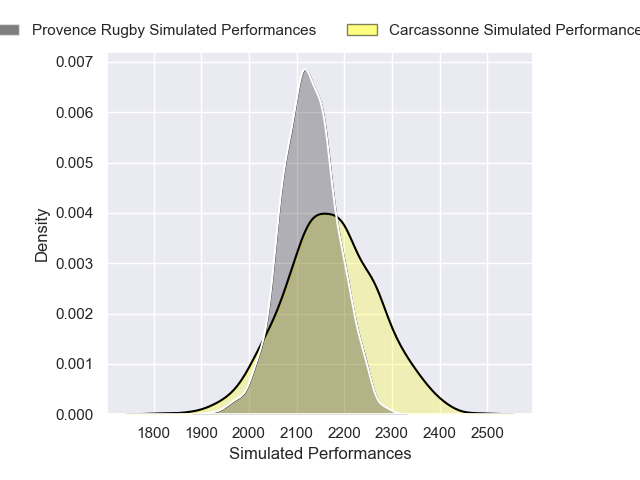 Provence Rugby Simulated Performances
Carcassonne Simulated Performance
0.007
0.006
0.005
0.004
0.003
0.002
0.001
0.000
Density
1800 1900 2000 2100 2200 2300 2400 2500
Simulated Performances